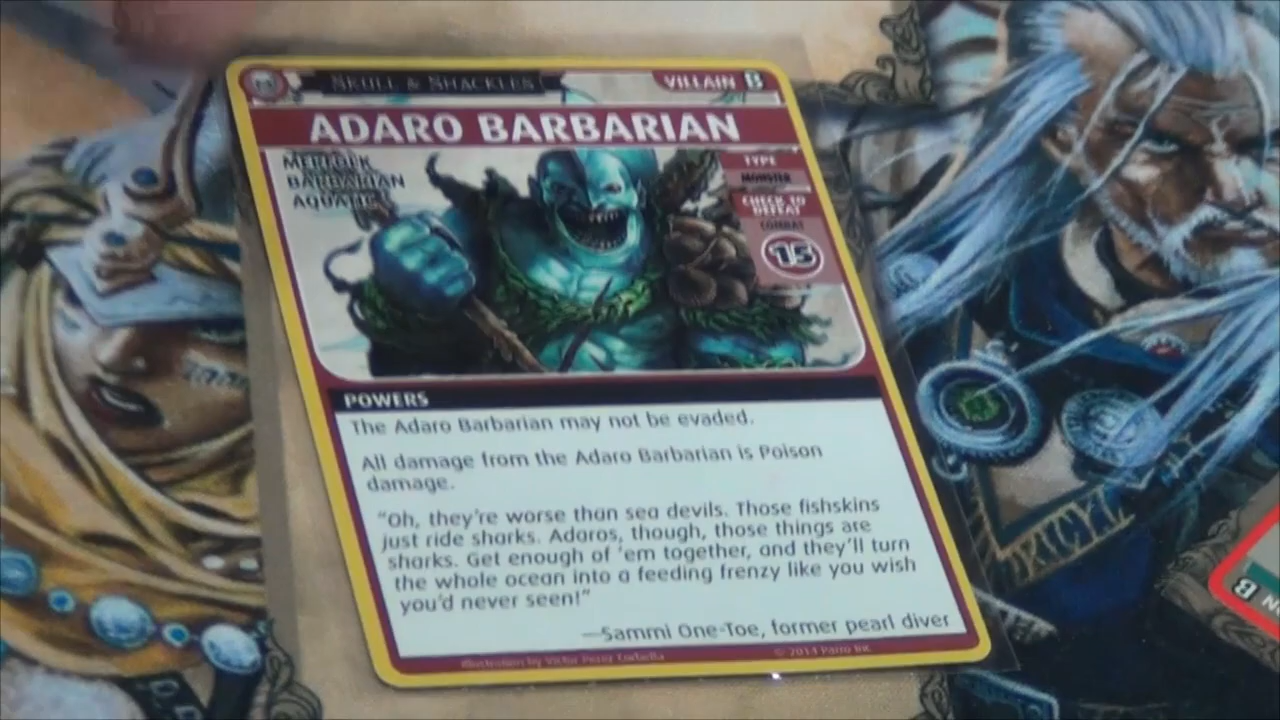 SKULL & SHACKLES
VILLAIN B
ADARO BARBARIAN
MERFOLK
BARBARIAN
AQUATIC
TYPE
MONSTER
CHECK TO
DEFEAT
COMBAT
15
POWERS
The Adaro Barbarian may not be evaded.
All damage from the Adaro Barbarian is Poison
damage.
“Oh, they’re worse than sea devils. Those fishskins
just ride sharks. Adaros, though, those things are
sharks. Get enough of ’em together, and they’ll turn
the whole ocean into a feeding frenzy like you wish
you’d never seen!”
—Sammi One-Toe, former pearl diver
Illustration by Victor Perez Corbella
© 2014 Paizo Inc.
B